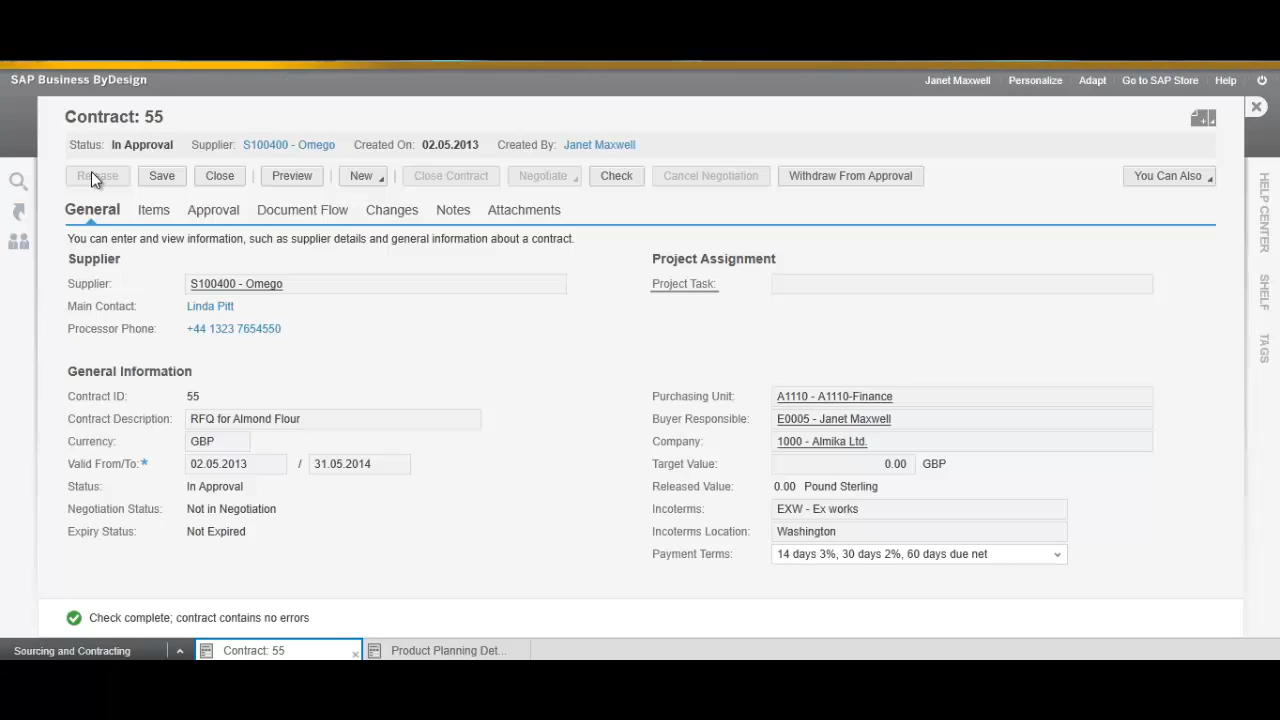 SAP Business ByDesign
Janet Maxwell Personalize Adapt Go to SAP Store Help
Contract: 55
Status: In Approval Supplier: S100400 - Omego Created On: 02.05.2013 Created By: Janet Maxwell
Save Close Preview New Close Contract Negotiate Check Cancel Negotiation Withdraw From Approval You Can Also
General Items Approval Document Flow Changes Notes Attachments
You can enter and view information, such as supplier details and general information about a contract.
Supplier Project Assignment
Supplier: S100400 - Omego Project Task:
Main Contact: Linda Pitt
Processor Phone: +44 1323 7654550
General Information
Contract ID: 55 Purchasing Unit: A1110 - A1110-Finance
Contract Description: RFQ for Almond Flour Buyer Responsible: E0005 - Janet Maxwell
Currency: GBP Company: 1000 - Almika Ltd.
Valid From/To:* 02.05.2013 / 31.05.2014 Target Value: 0.00 GBP
Status: In Approval Released Value: 0.00 Pound Sterling
Negotiation Status: Not in Negotiation Incoterms: EXW - Ex works
Expiry Status: Not Expired Incoterms Location: Washington
Payment Terms: 14 days 3%, 30 days 2%, 60 days due net
Check complete; contract contains no errors
Sourcing and Contracting Contract: 55 Product Planning Det...
HELP CENTER
SHELF
TAGS